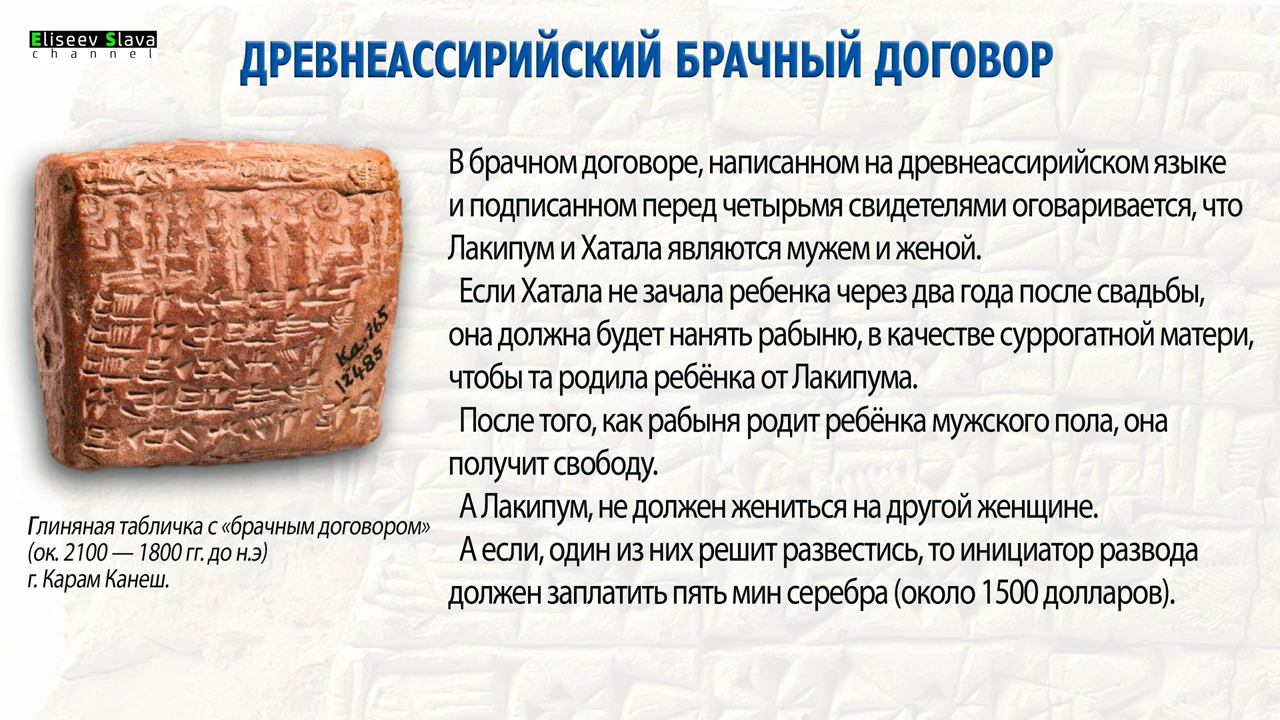 Eliseev Slava
channel
ДРЕВНЕАССИРИЙСКИЙ БРАЧНЫЙ ДОГОВОР
В брачном договоре, написанном на древнеассирийском языке
и подписанном перед четырьмя свидетелями оговаривается, что
Лакипум и Хатала являются мужем и женой.
Если Хатала не зачала ребенка через два года после свадьбы,
она должна будет нанять рабыню, в качестве суррогатной матери,
чтобы та родила ребёнка от Лакипума.
После того, как рабыня родит ребёнка мужского пола, она
получит свободу.
А Лакипум, не должен жениться на другой женщине.
А если, один из них решит развестись, то инициатор развода
должен заплатить пять мин серебра (около 1500 долларов).
Ka.165
12485
Глиняная табличка с «брачным договором»
(ок. 2100 — 1800 гг. до н.э)
г. Карам Канеш.